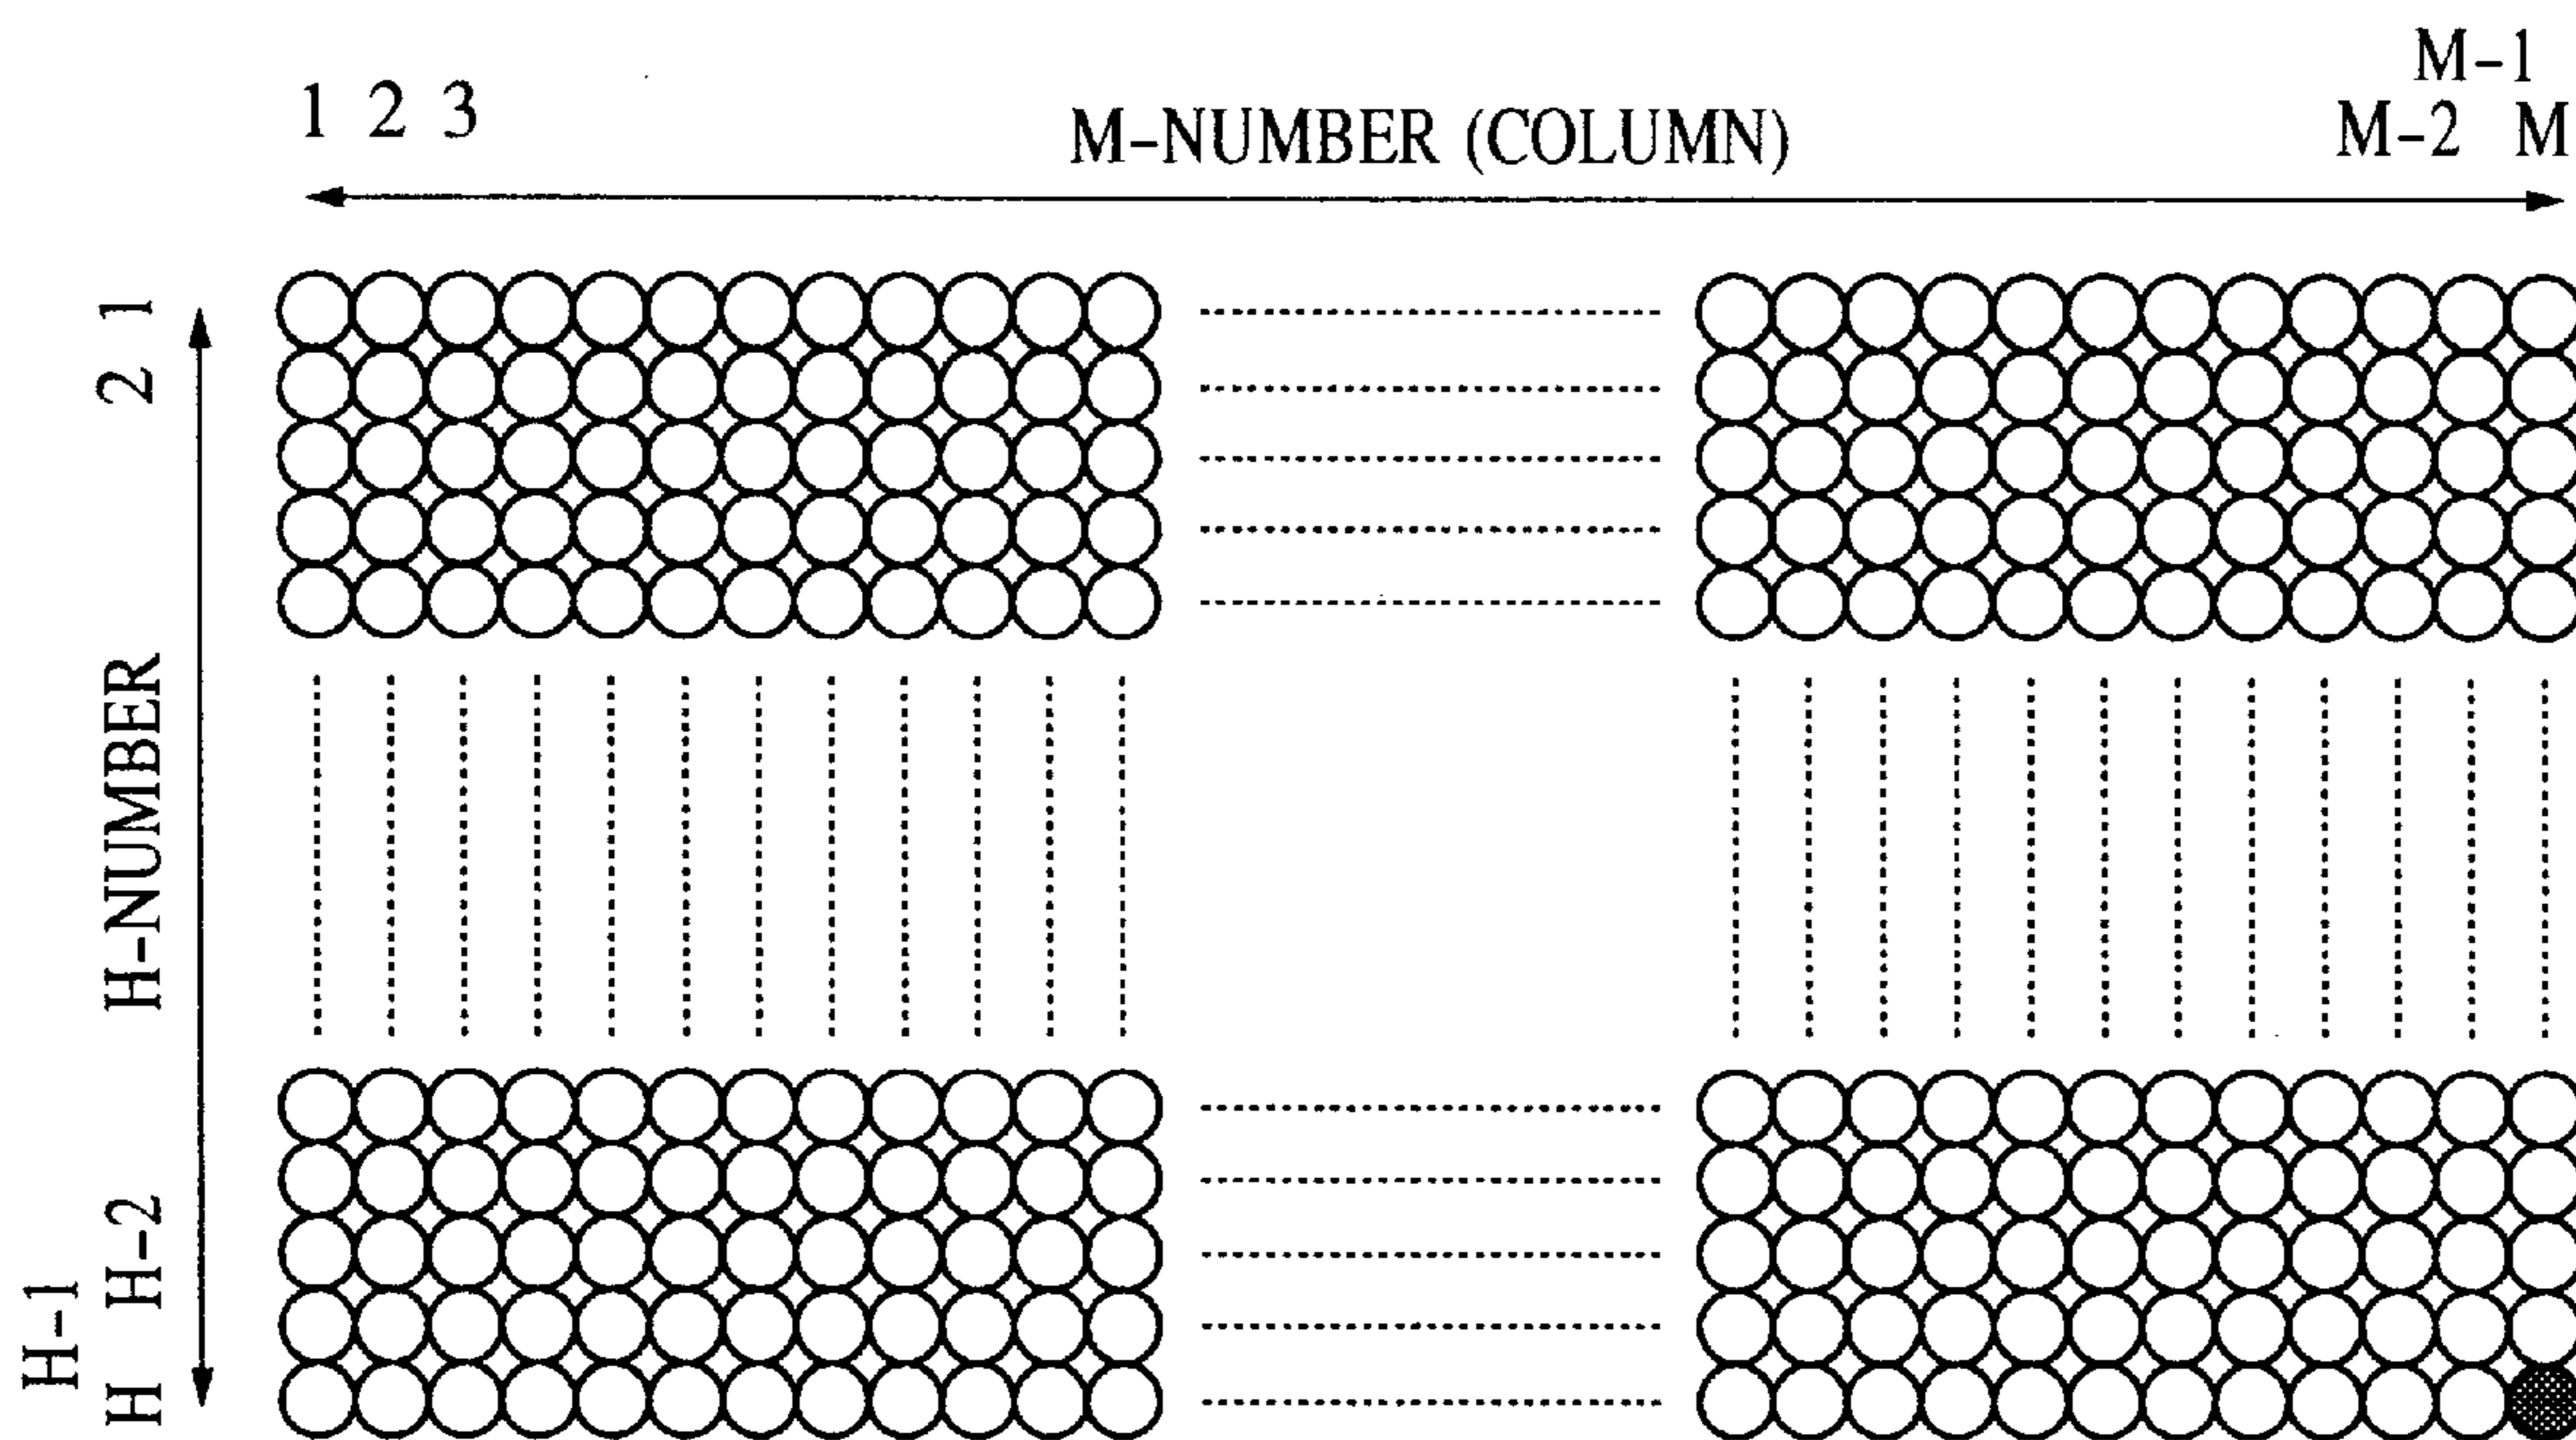 M-1
1 2 3
M-NUMBER (COLUMN)
M-2 M
2 1
H-NUMBER
H-1
H H-2